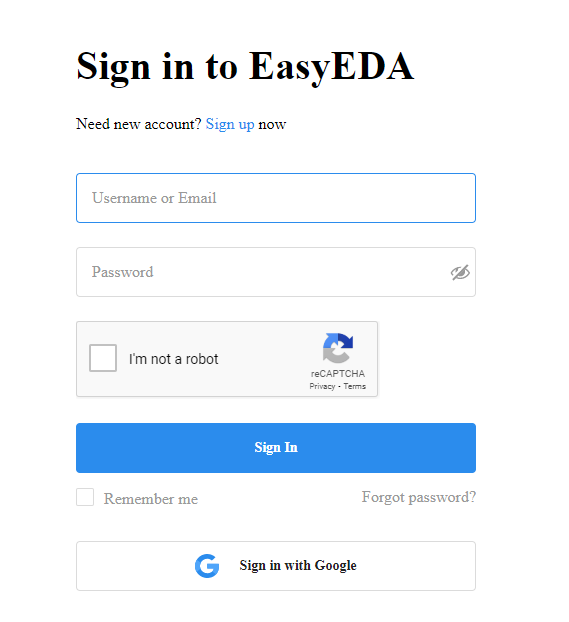 Sign in to EasyEDA
Need new account? Sign up now
Username or Email
Password
I'm not a robot
reCAPTCHA
Privacy - Terms
Sign In
Remember me
Forgot password?
Sign in with Google